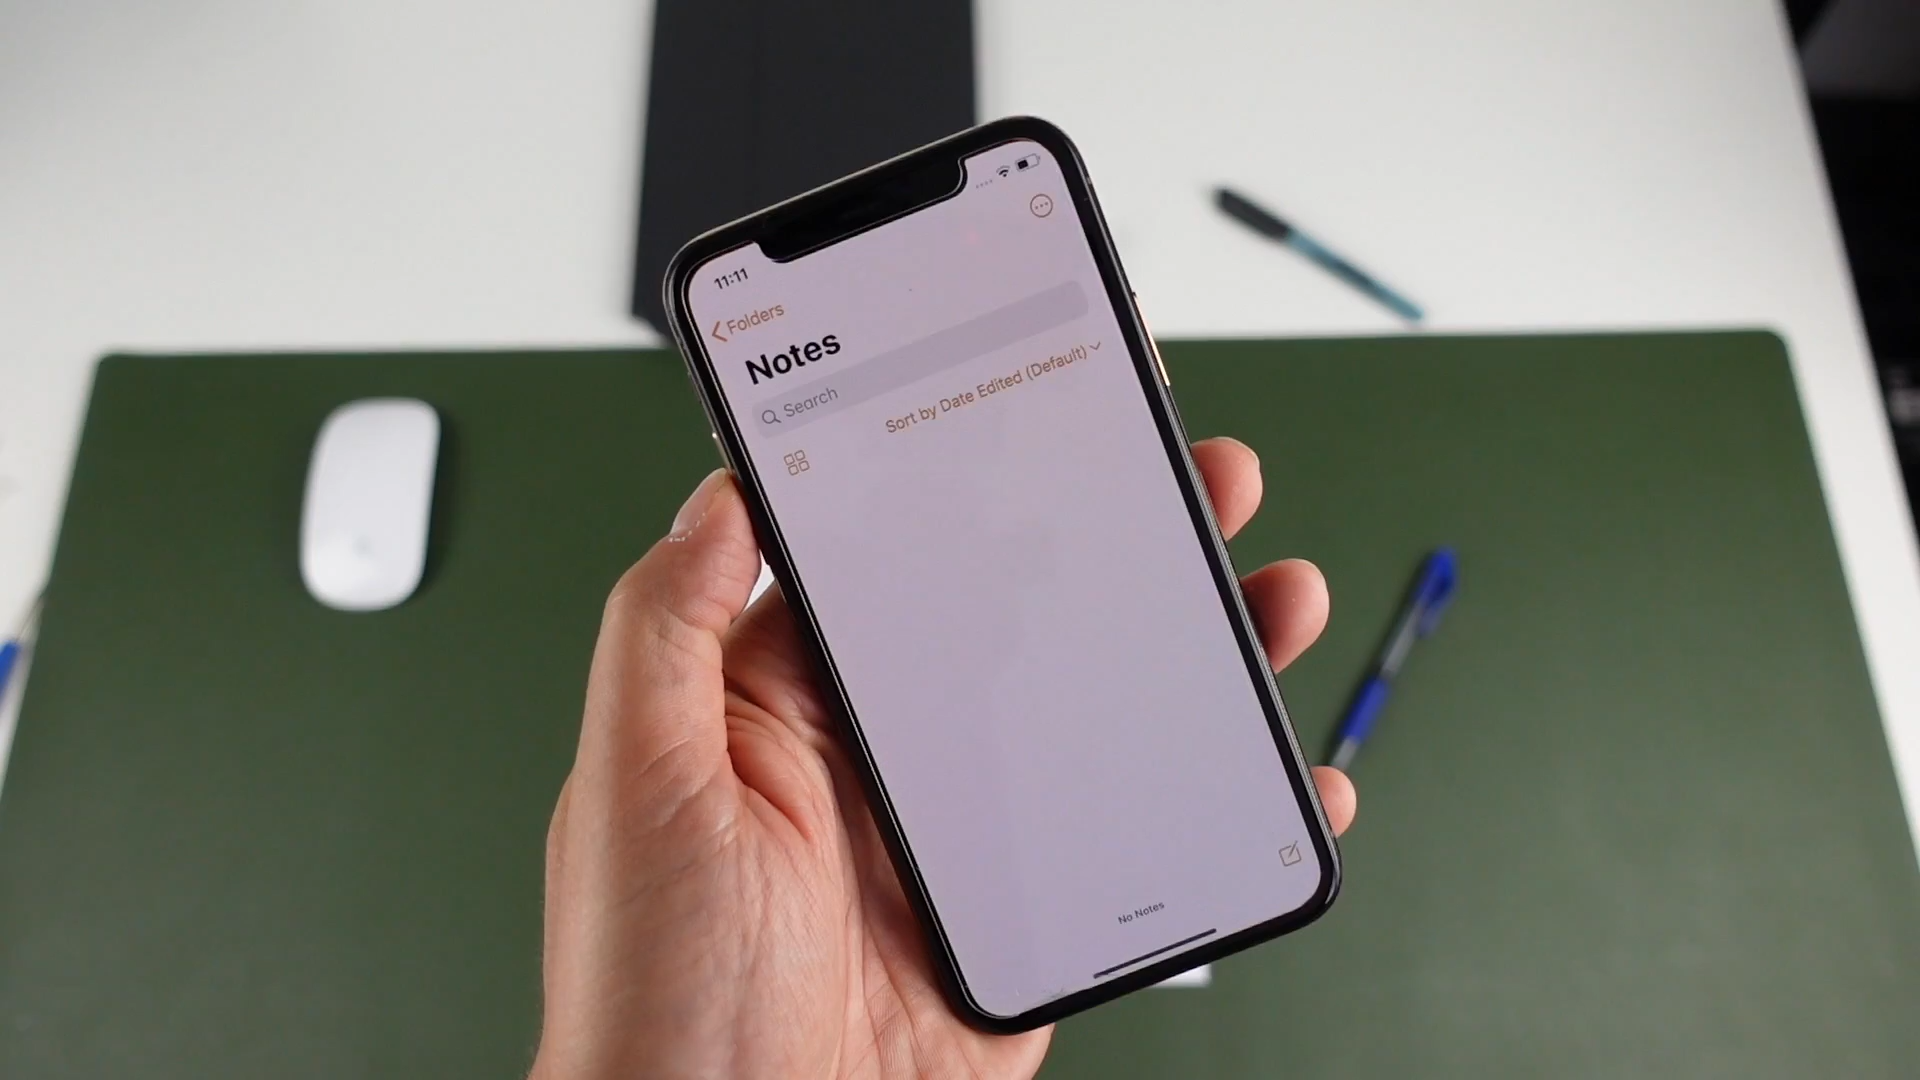 11:11
Folders
Notes
Search
Sort by Date Edited (Default)
No Notes